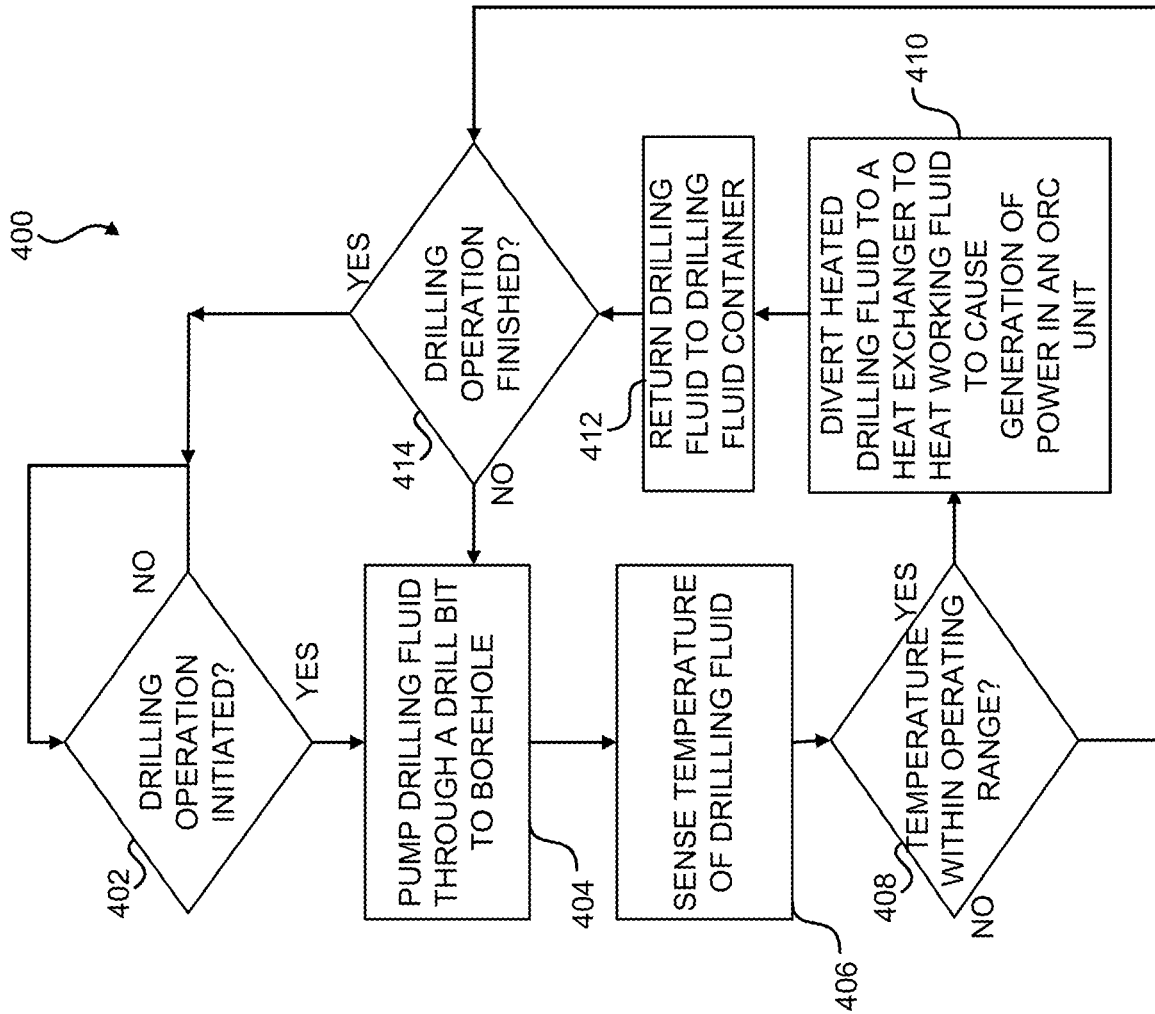 400
DRILLING
OPERATION
INITIATED?
402
NO
YES
PUMP DRILLING FLUID
THROUGH A DRILL BIT
TO BOREHOLE
404
SENSE TEMPERATURE
OF DRILLLING FLUID
406
TEMPERATURE
WITHIN OPERATING
RANGE?
408
NO
YES
DIVERT HEATED
DRILLING FLUID TO A
HEAT EXCHANGER TO
HEAT WORKING FLUID
TO CAUSE
GENERATION OF
POWER IN AN ORC
UNIT
410
RETURN DRILLING
FLUID TO DRILLING
FLUID CONTAINER
412
DRILLING
OPERATION
FINISHED?
414
NO
YES